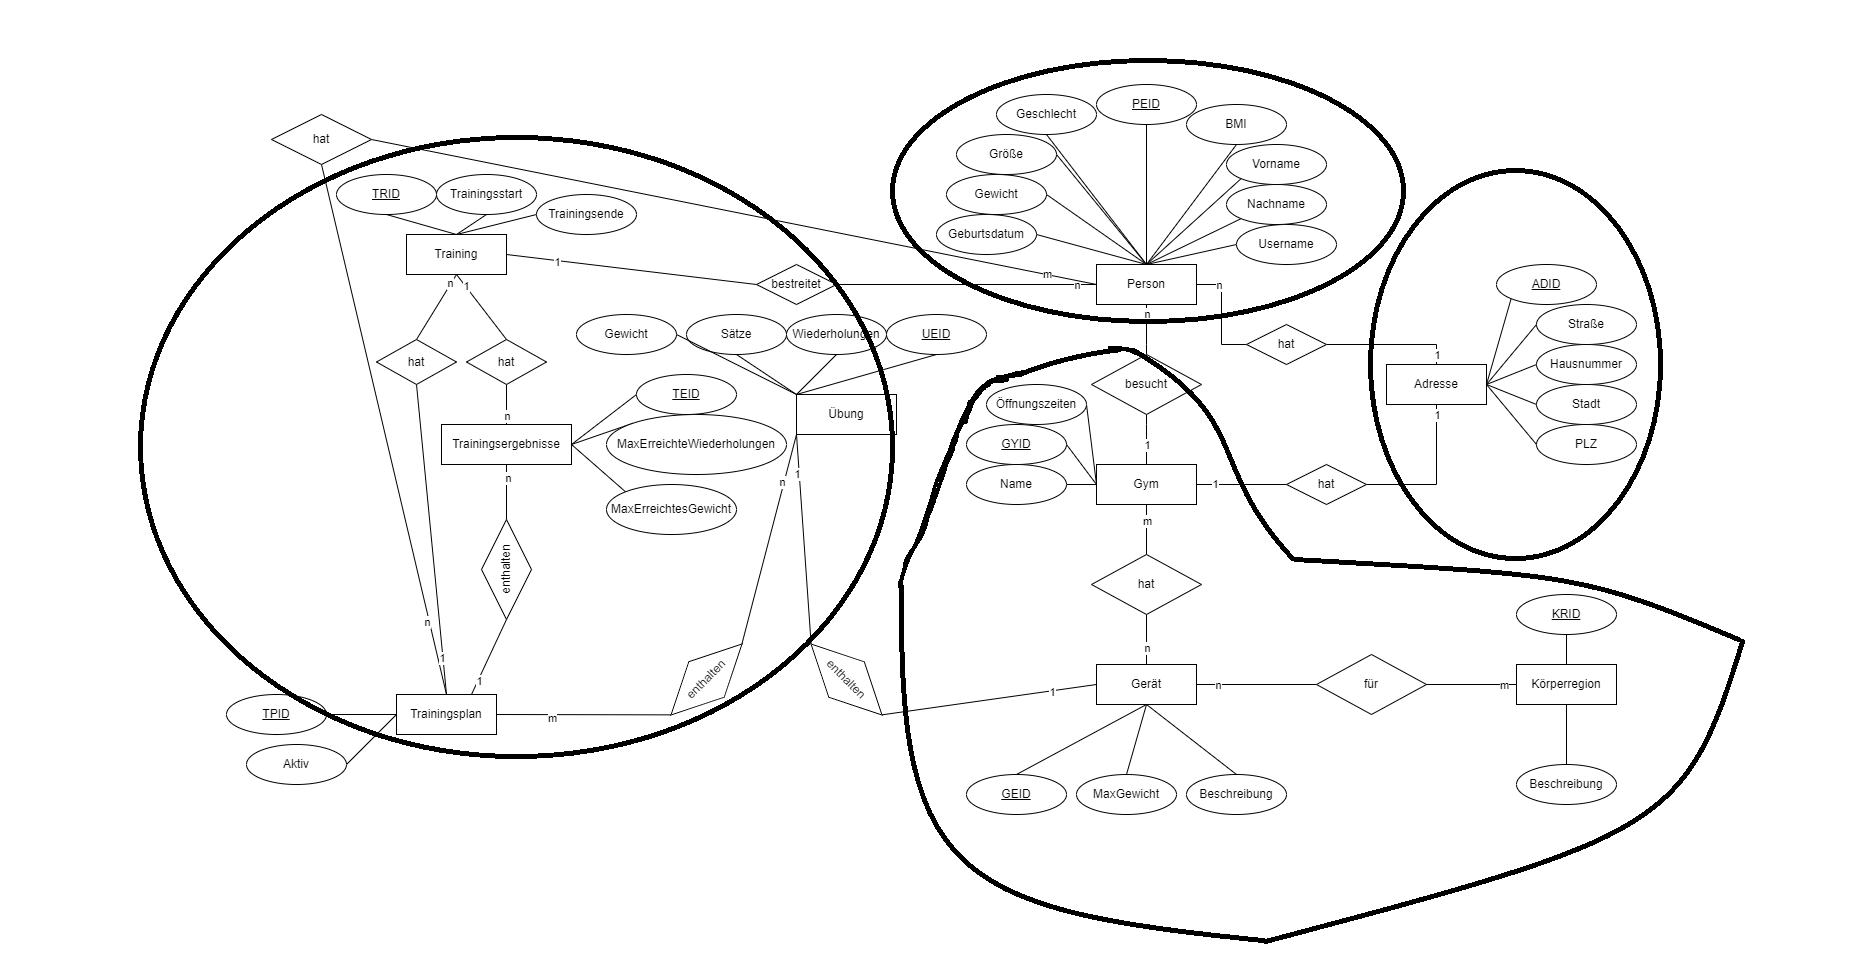 PEID
Geschlecht
BMI
hat
Größe
Vorname
TRID
Trainingsstart
Gewicht
Nachname
Trainingsende
Geburtsdatum
Username
Training
1
bestreitet
m
n
Person
n
ADID
n
1
n
Straße
Gewicht
Sätze
Wiederholungen
UEID
hat
1
hat
hat
besucht
Adresse
Hausnummer
TEID
Öffnungszeiten
Stadt
n
Übung
1
Trainingsergebnisse
MaxErreichteWiederholungen
GYID
1
PLZ
n
n
1
Name
Gym
1
hat
MaxErreichtesGewicht
m
enthalten
hat
KRID
n
n
1
enthalten
enthalten
1
1
Gerät
n
für
m
Körperregion
TPID
Trainingsplan
m
Aktiv
GEID
MaxGewicht
Beschreibung
Beschreibung